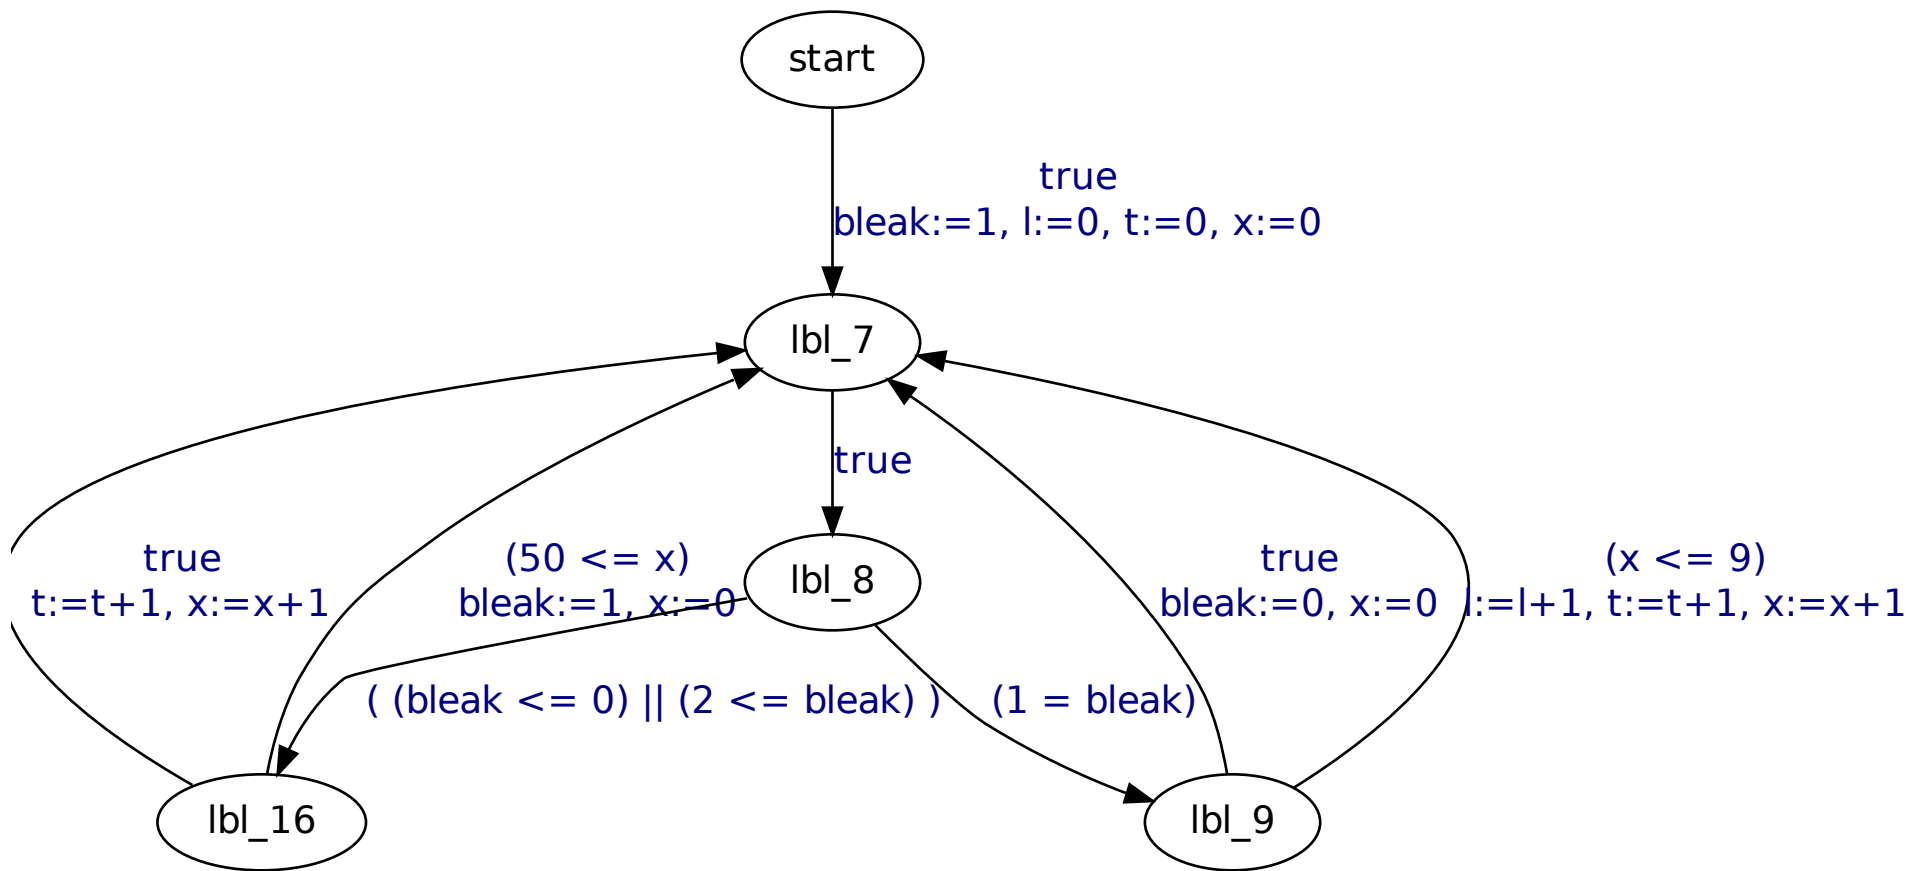 start
true
bleak:=1, l:=0, t:=0, x:=0
lbl_7
true
true
t:=t+1, x:=x+1
(50 <= x)
bleak:=1, x:=0
lbl_8
true
bleak:=0, x:=0
(x <= 9)
l:=l+1, t:=t+1, x:=x+1
( (bleak <= 0) || (2 <= bleak) )
(1 = bleak)
lbl_16
lbl_9